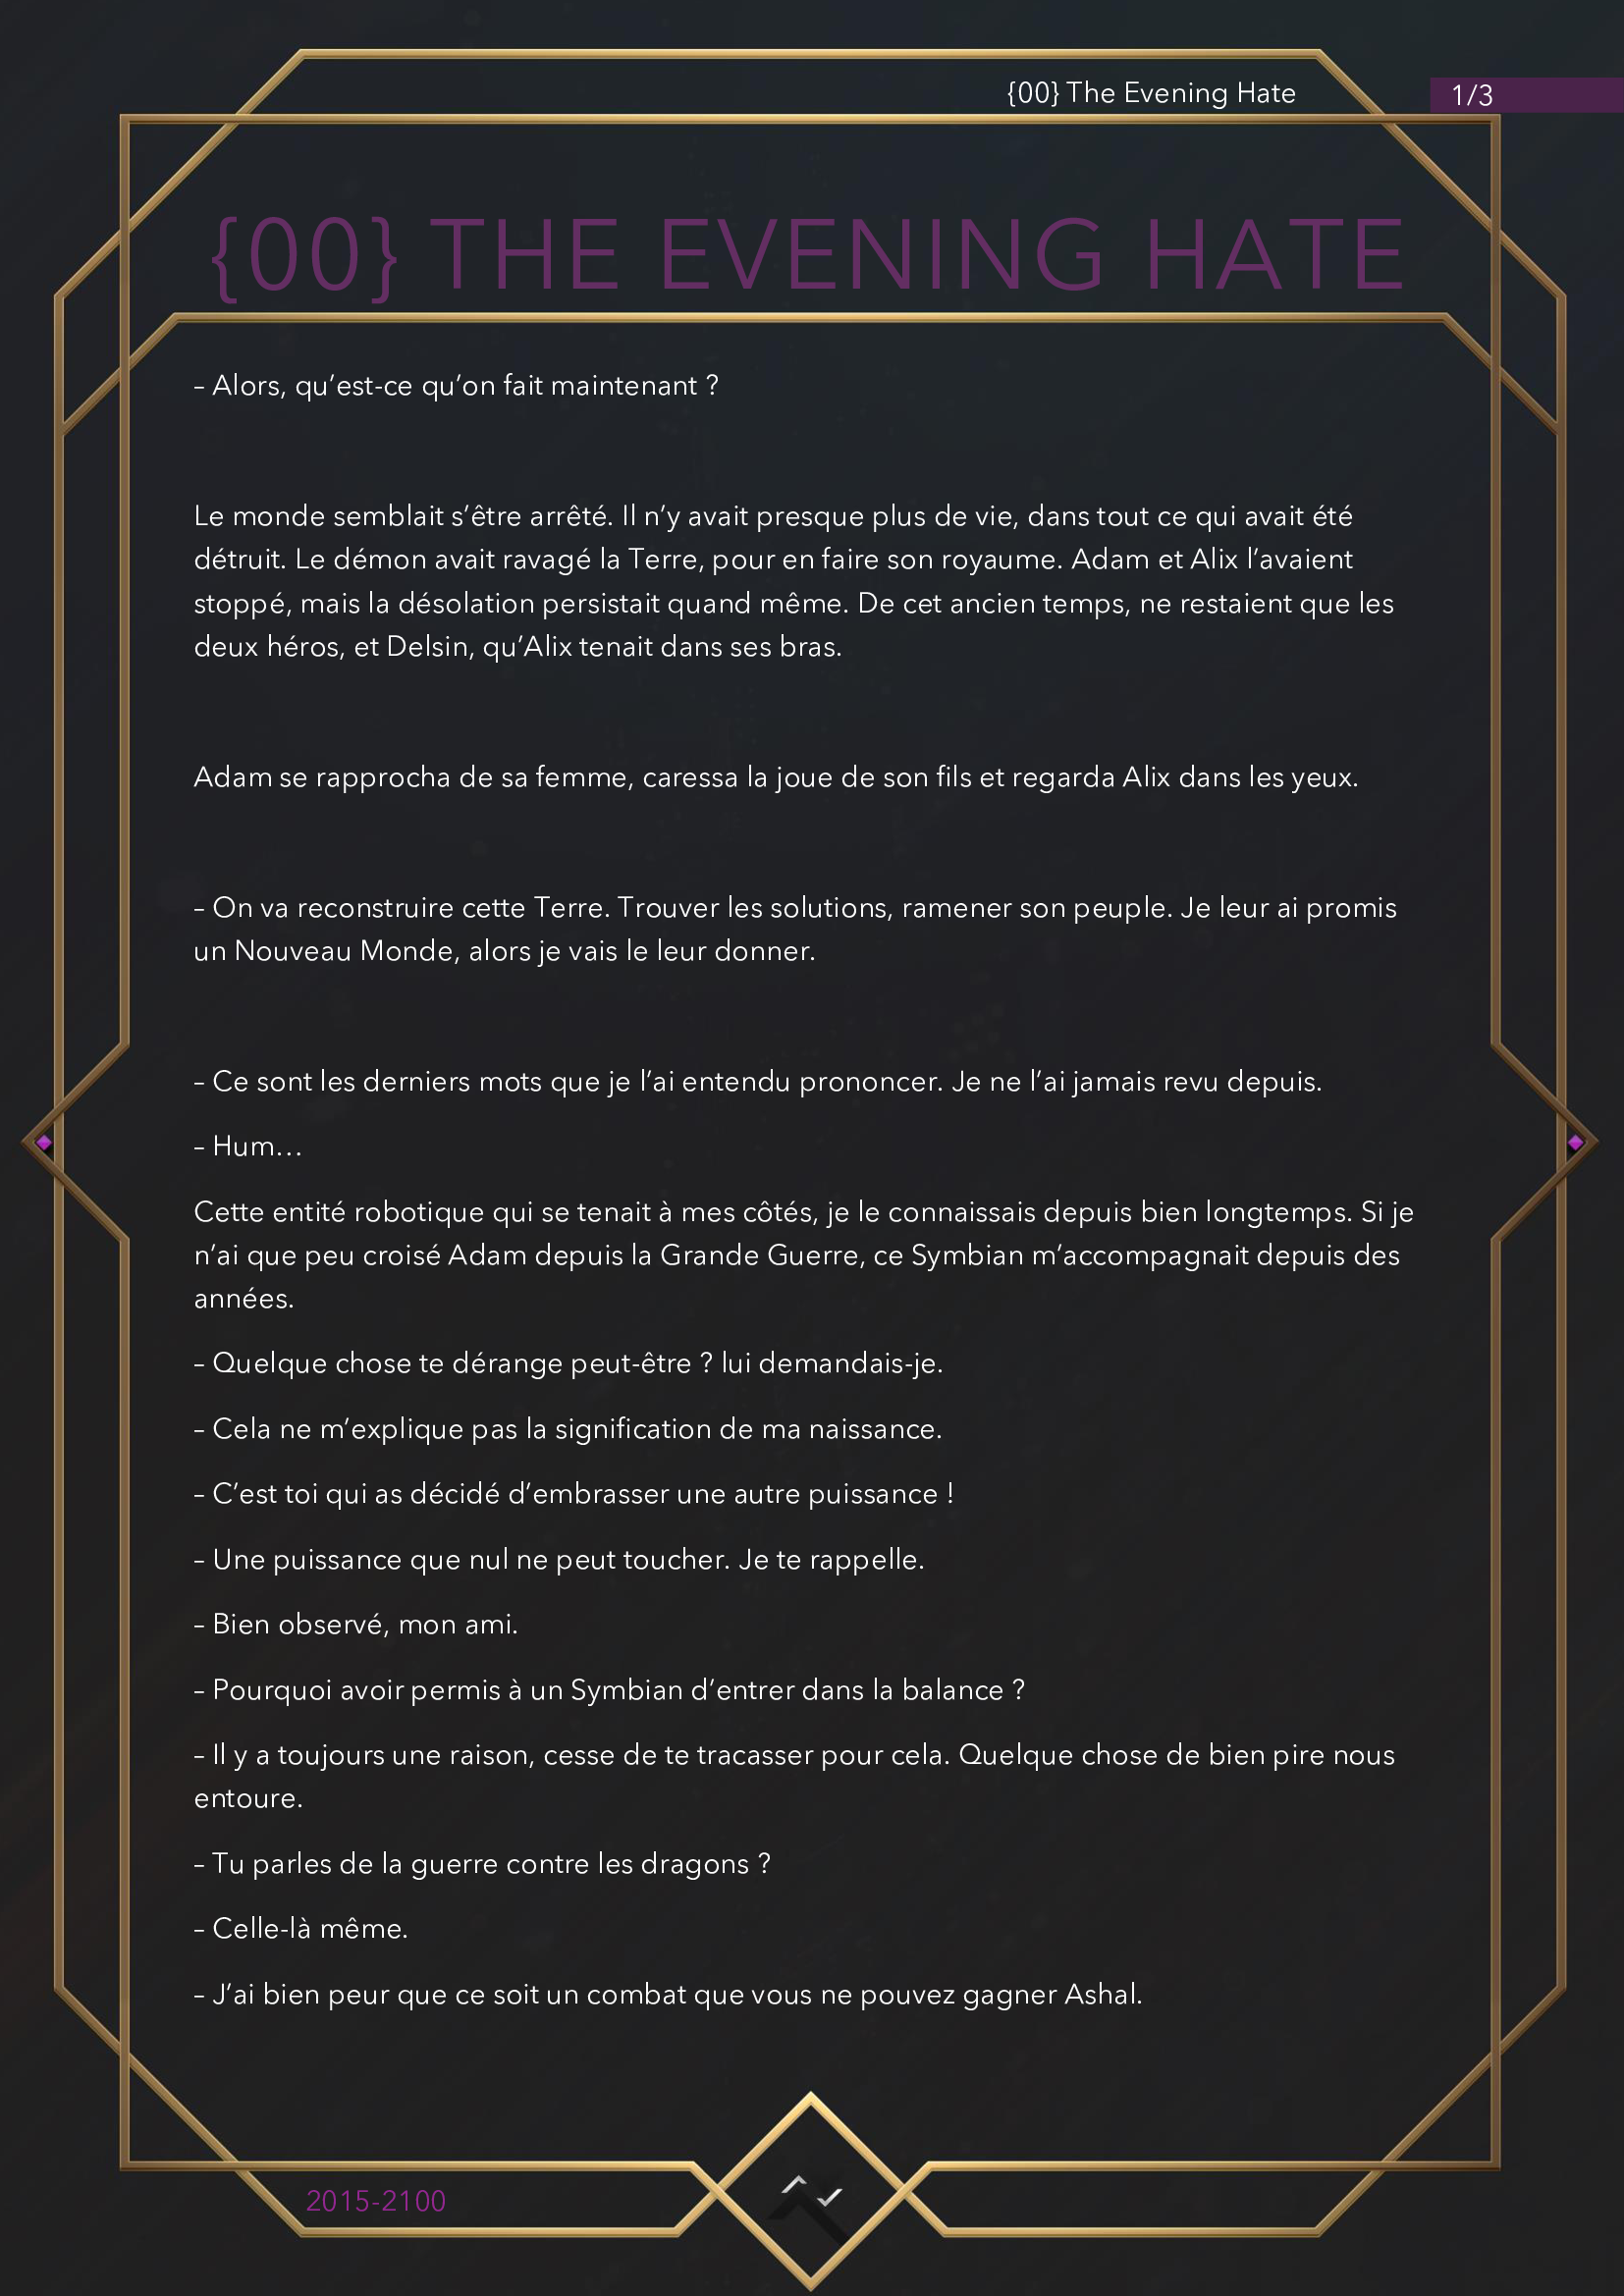 {00} The Evening Hate
1/3
{00} THE EVENING HATE
– Alors, qu’est-ce qu’on fait maintenant ?
Le monde semblait s’être arrêté. Il n’y avait presque plus de vie, dans tout ce qui avait été
détruit. Le démon avait ravagé la Terre, pour en faire son royaume. Adam et Alix l’avaient
stoppé, mais la désolation persistait quand même. De cet ancien temps, ne restaient que les
deux héros, et Delsin, qu’Alix tenait dans ses bras.
Adam se rapprocha de sa femme, caressa la joue de son fils et regarda Alix dans les yeux.
– On va reconstruire cette Terre. Trouver les solutions, ramener son peuple. Je leur ai promis
un Nouveau Monde, alors je vais le leur donner.
– Ce sont les derniers mots que je l’ai entendu prononcer. Je ne l’ai jamais revu depuis.
– Hum…
Cette entité robotique qui se tenait à mes côtés, je le connaissais depuis bien longtemps. Si je
n’ai que peu croisé Adam depuis la Grande Guerre, ce Symbian m’accompagnait depuis des
années.
– Quelque chose te dérange peut-être ? lui demandais-je.
– Cela ne m’explique pas la signification de ma naissance.
– C’est toi qui as décidé d’embrasser une autre puissance !
– Une puissance que nul ne peut toucher. Je te rappelle.
– Bien observé, mon ami.
– Pourquoi avoir permis à un Symbian d’entrer dans la balance ?
– Il y a toujours une raison, cesse de te tracasser pour cela. Quelque chose de bien pire nous
entoure.
– Tu parles de la guerre contre les dragons ?
– Celle-là même.
– J’ai bien peur que ce soit un combat que vous ne pouvez gagner Ashal.
2015-2100